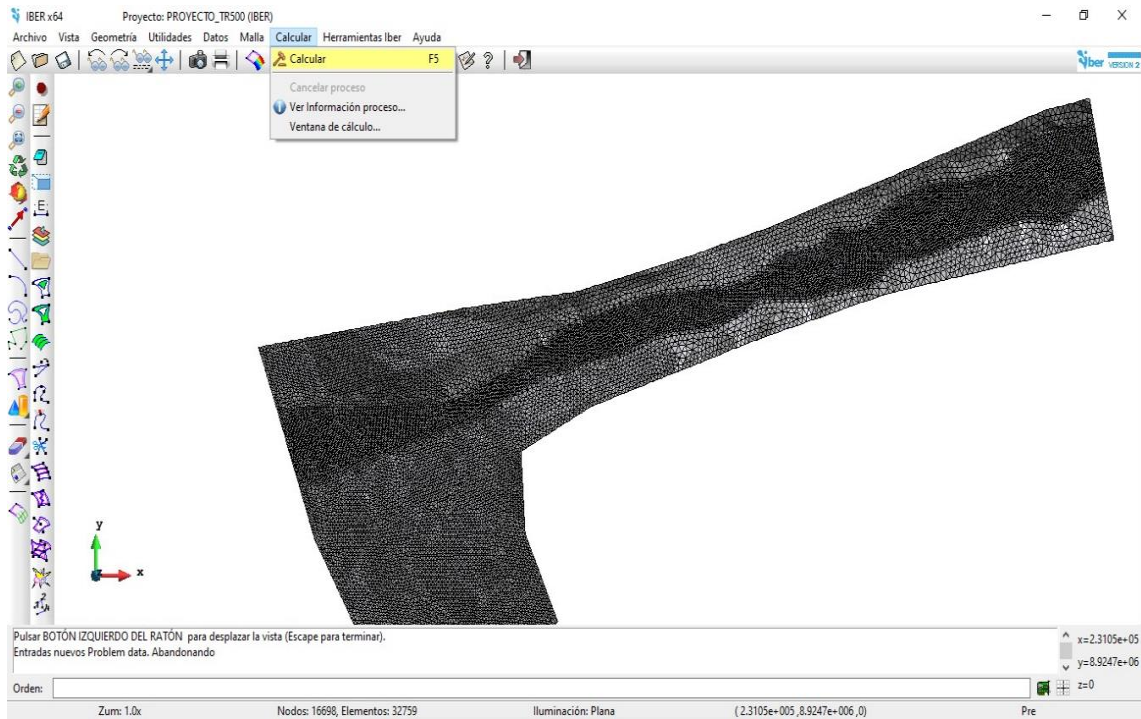 IBER x64 Proyecto: PROYECTO_TR500 (IBER)
Archivo Vista Geometría Utilidades Datos Malla Calcular Herramientas Iber Ayuda
Calcular F5
Cancelar proceso
Ver Información proceso...
Ventana de cálculo...
Iber VERSION 2
E
y
x
Pulsar BOTÓN IZQUIERDO DEL RATÓN para desplazar la vista (Escape para terminar).
Entradas nuevos Problem data. Abandonando
x=2.3105e+05
y=8.9247e+06
z=0
Orden:
Zum: 1.0x Nodos: 16698, Elementos: 32759 Iluminación: Plana (2.3105e+005 ,8.9247e+006 ,0) Pre